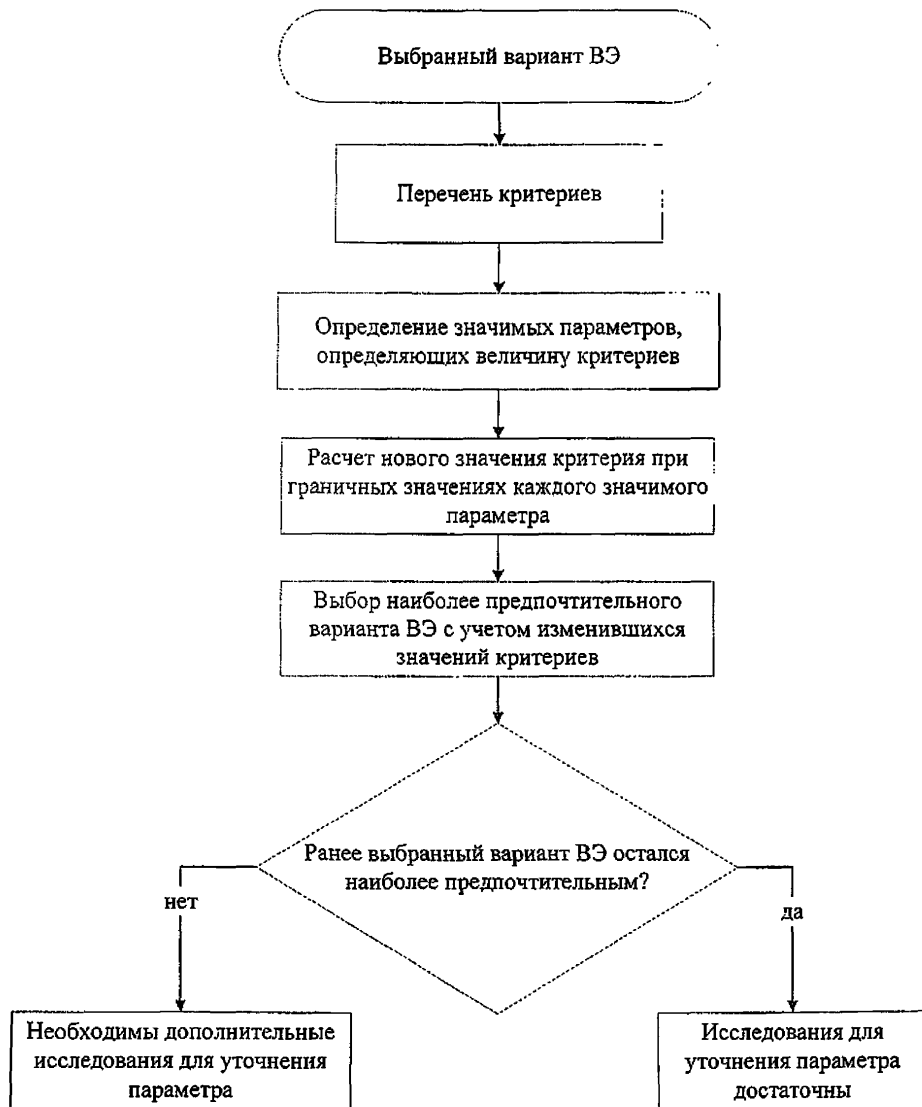 Выбранный вариант ВЭ
Перечень критериев
Определение значимых параметров,
определяющих величину критериев
Расчет нового значения критерия при
граничных значениях каждого значимого
параметра
Выбор наиболее предпочтительного
варианта ВЭ с учетом изменившихся
значений критериев
Ранее выбранный вариант ВЭ остался
наиболее предпочтительным?
нет
да
Необходимы дополнительные
исследования для уточнения
параметра
Исследования для
уточнения параметра
достаточны